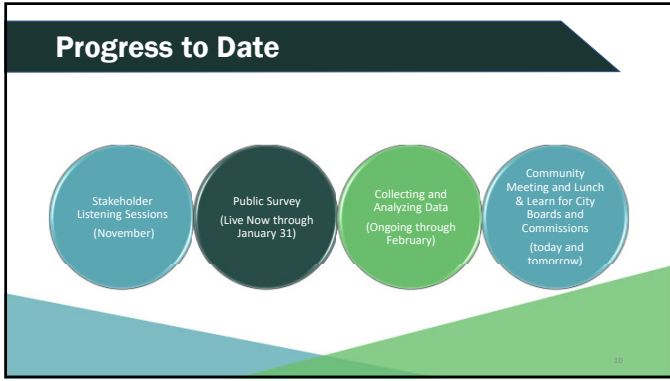 Progress to Date
Stakeholder
Listening Sessions
(November)
Public Survey
(Live Now through
January 31)
Collecting and
Analyzing Data
(Ongoing through
February)
Community
Meeting and Lunch
& Learn for City
Boards and
Commissions
(today and
tomorrow)
10